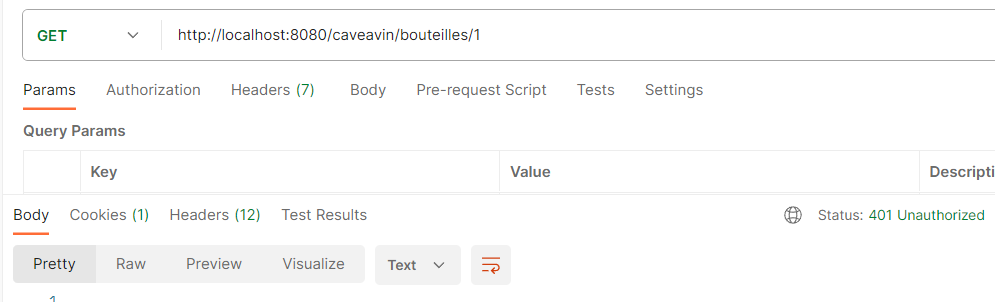 GET http://localhost:8080/caveavin/bouteilles/1
Params Authorization Headers (7) Body Pre-request Script Tests Settings
Query Params
Key Value Descripti
Body Cookies (1) Headers (12) Test Results Status: 401 Unauthorized
Pretty Raw Preview Visualize Text
1